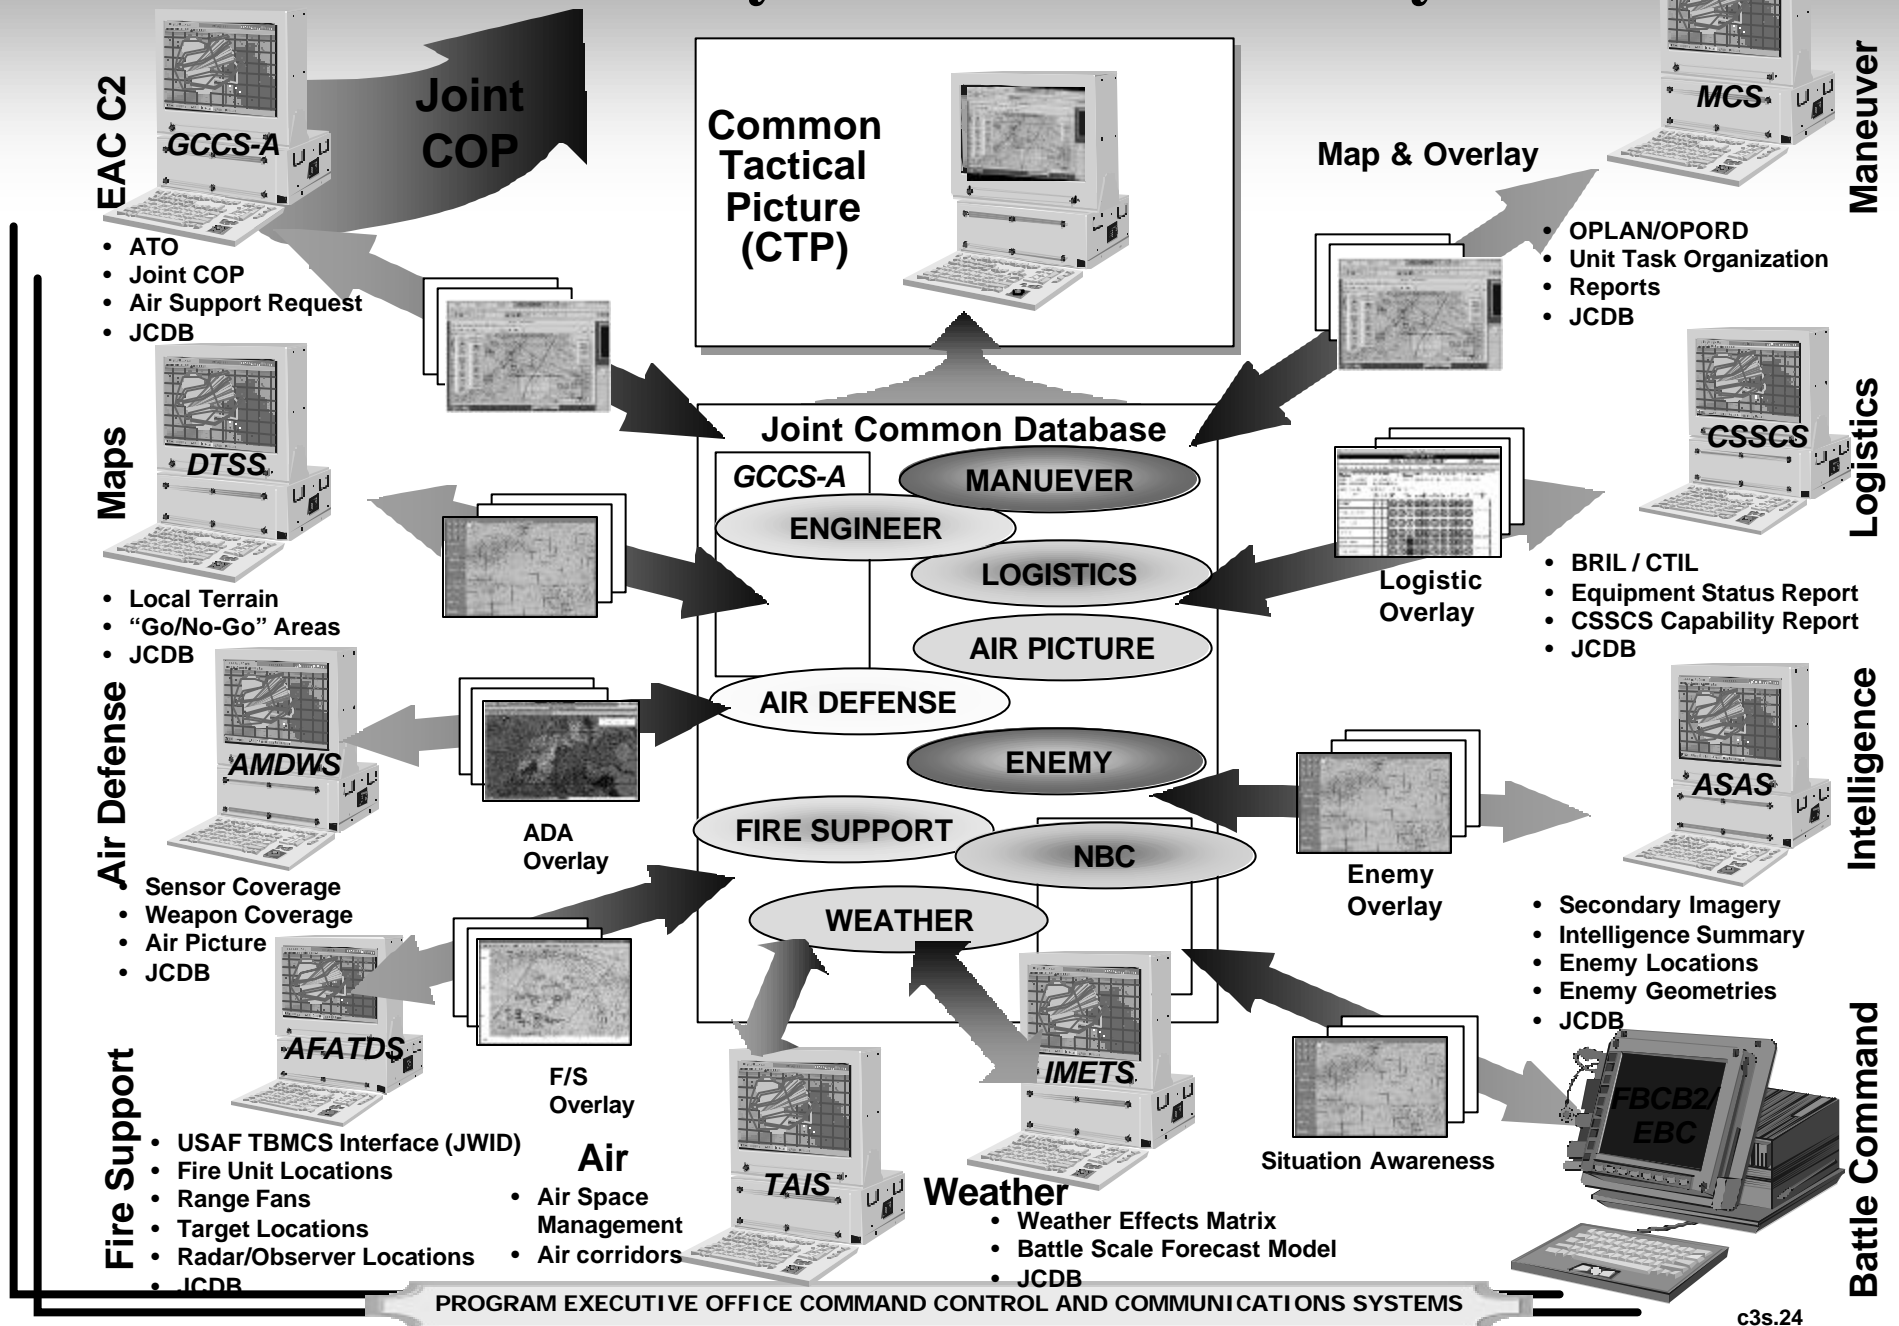 EAC C2
GCCS-A
Joint
COP
• ATO
• Joint COP
• Air Support Request
• JCDB
Common
Tactical
Picture
(CTP)
Map & Overlay
MCS
Maneuver
• OPLAN/OPORD
• Unit Task Organization
• Reports
• JCDB
Maps
DTSS
• Local Terrain
• “Go/No-Go” Areas
• JCDB
Joint Common Database
GCCS-A
MANUEVER
ENGINEER
LOGISTICS
AIR PICTURE
AIR DEFENSE
ENEMY
FIRE SUPPORT
NBC
WEATHER
Logistic
Overlay
CSSCS
Logistics
• BRIL / CTIL
• Equipment Status Report
• CSSCS Capability Report
• JCDB
Air Defense
AMDWS
ADA
Overlay
• Sensor Coverage
• Weapon Coverage
• Air Picture
• JCDB
Enemy
Overlay
ASAS
Intelligence
• Secondary Imagery
• Intelligence Summary
• Enemy Locations
• Enemy Geometries
• JCDB
Fire Support
AFATDS
F/S
Overlay
• USAF TBMCS Interface (JWID)
• Fire Unit Locations
• Range Fans
• Target Locations
• Radar/Observer Locations
• JCDB
Air
• Air Space
Management
• Air corridors
TAIS
IMETS
Weather
• Weather Effects Matrix
• Battle Scale Forecast Model
• JCDB
Situation Awareness
FBCB2/
EBC
Battle Command
PROGRAM EXECUTIVE OFFICE COMMAND CONTROL AND COMMUNICATIONS SYSTEMS
c3s.24